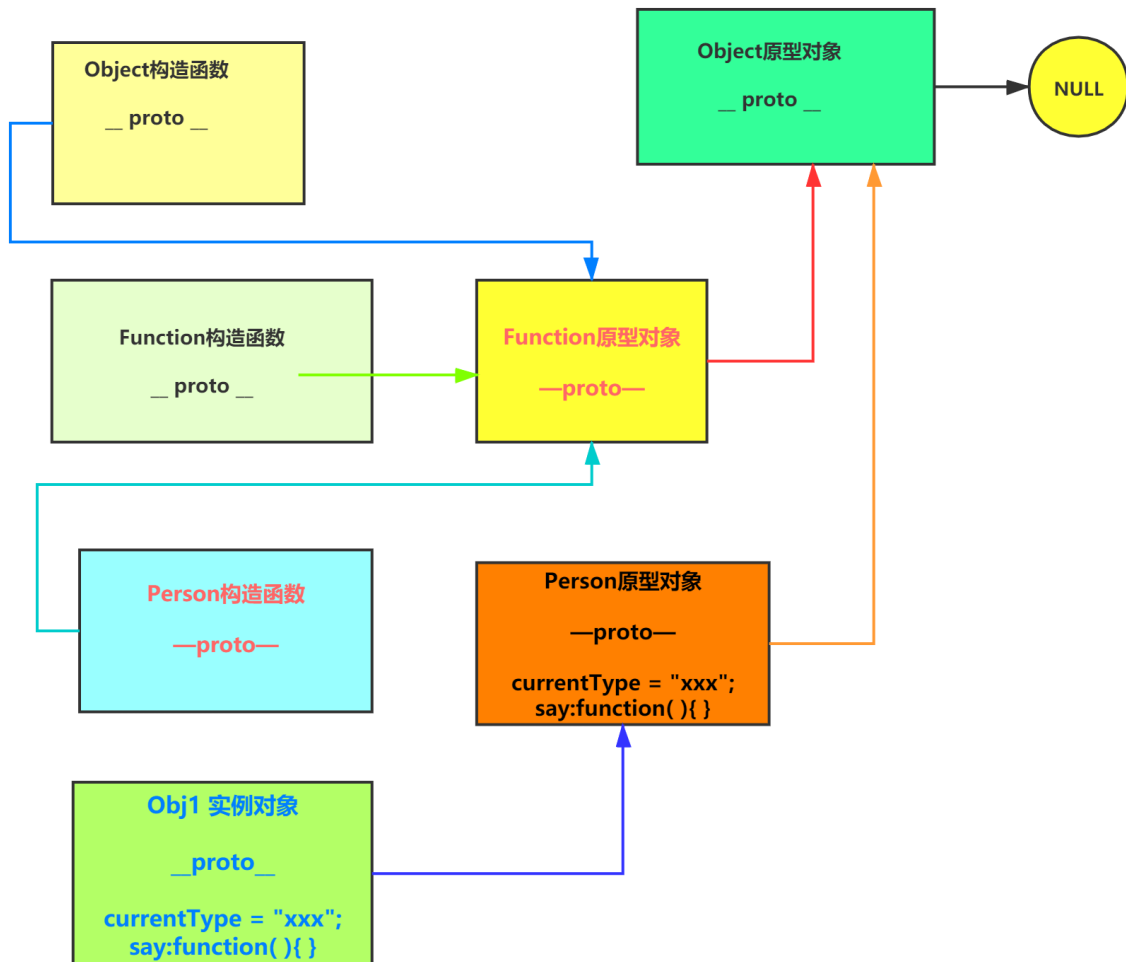 Object构造函数
__ proto __
Object原型对象
__ proto __
NULL
Function构造函数
__ proto __
Function原型对象
—proto—
Person构造函数
—proto—
Person原型对象
—proto—
currentType = "xxx";
say:function( ){ }
Obj1 实例对象
__proto__
currentType = "xxx";
say:function( ){ }